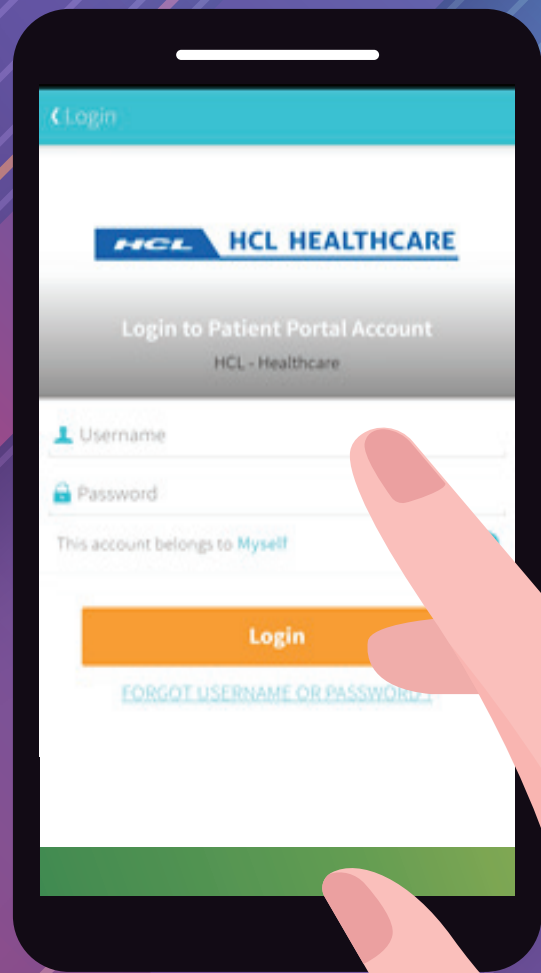 Login
HCL HCL HEALTHCARE
Login to Patient Portal Account
HCL - Healthcare
Username
Password
This account belongs to Myself
Login
FORGOT USERNAME OR PASSWORD ?